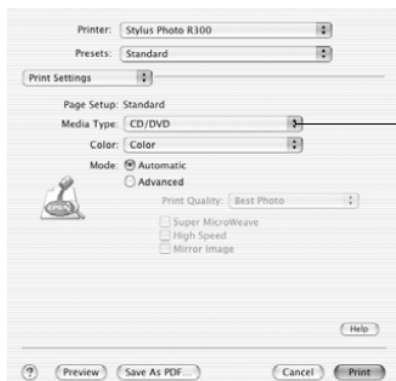 Printer: Stylus Photo R300
Presets: Standard
Print Settings
Page Setup: Standard
Media Type: CD/DVD
Color: Color
Mode: Automatic
Advanced
Print Quality: Best Photo
Super MicroWeave
High Speed
Mirror Image
EPSON
Help
? Preview Save As PDF... Cancel Print